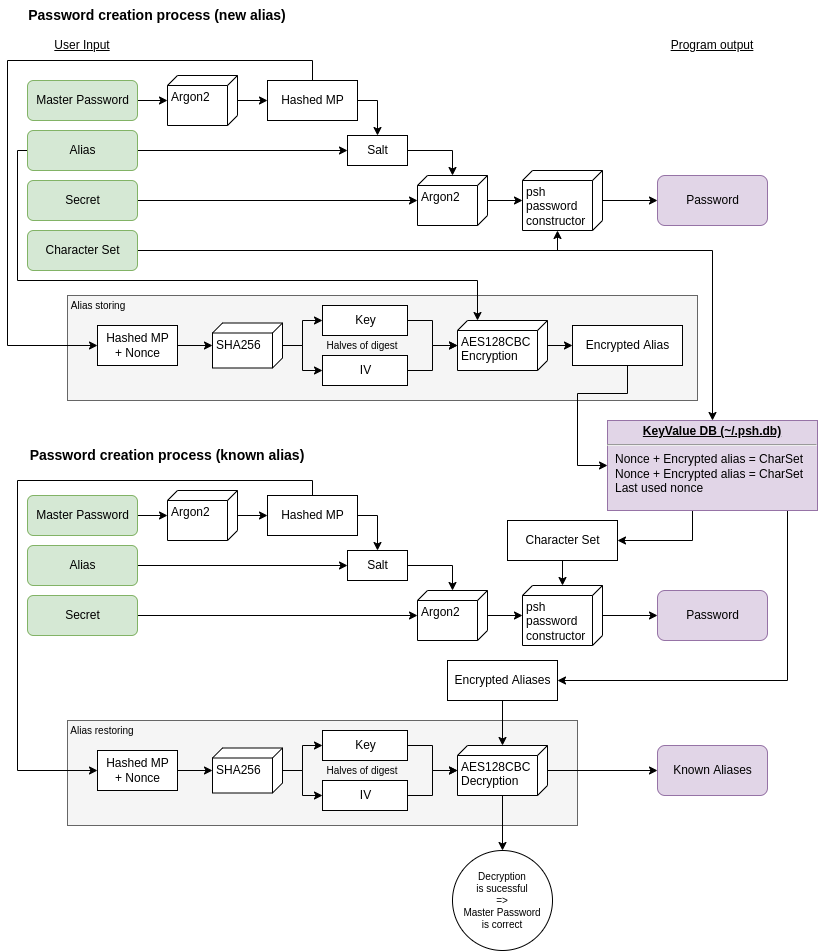 Password creation process (new alias)
User Input
Program output
Master Password
Argon2
Hashed MP
Alias
Salt
Secret
Argon2
psh
password
constructor
Password
Character Set
Alias storing
Hashed MP
+ Nonce
SHA256
Key
Halves of digest
IV
AES128CBC
Encryption
Encrypted Alias
KeyValue DB (~/.psh.db)
Nonce + Encrypted alias = CharSet
Nonce + Encrypted alias = CharSet
Last used nonce
Password creation process (known alias)
Master Password
Argon2
Hashed MP
Character Set
Alias
Salt
Secret
Argon2
psh
password
constructor
Password
Encrypted Aliases
Alias restoring
Hashed MP
+ Nonce
SHA256
Key
Halves of digest
IV
AES128CBC
Decryption
Known Aliases
Decryption
is sucessful
=>
Master Password
is correct